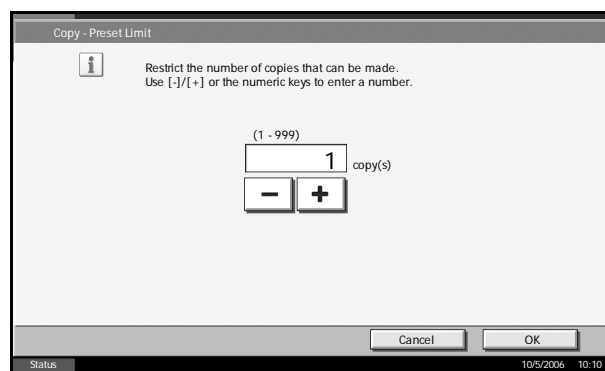 Copy - Preset Limit
Restrict the number of copies that can be made.
Use [-]/[+] or the numeric keys to enter a number.
(1 - 999)
1 copy(s)
− +
Cancel OK
Status 10/5/2006 10:10